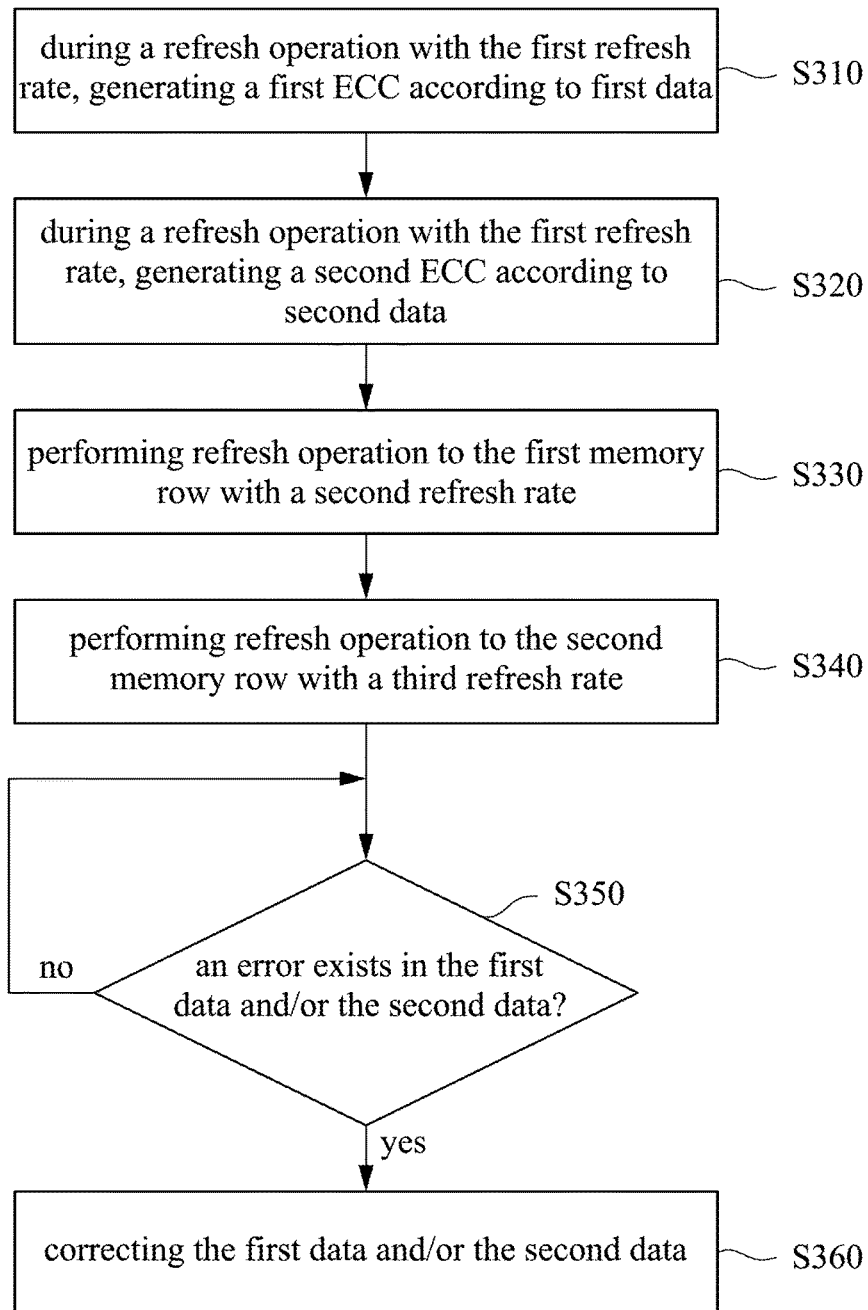 during a refresh operation with the first refresh
rate, generating a first ECC according to first data
S310
during a refresh operation with the first refresh
rate, generating a second ECC according to
second data
S320
performing refresh operation to the first memory
row with a second refresh rate
S330
performing refresh operation to the second
memory row with a third refresh rate
S340
S350
no
an error exists in the first
data and/or the second data?
yes
correcting the first data and/or the second data
S360